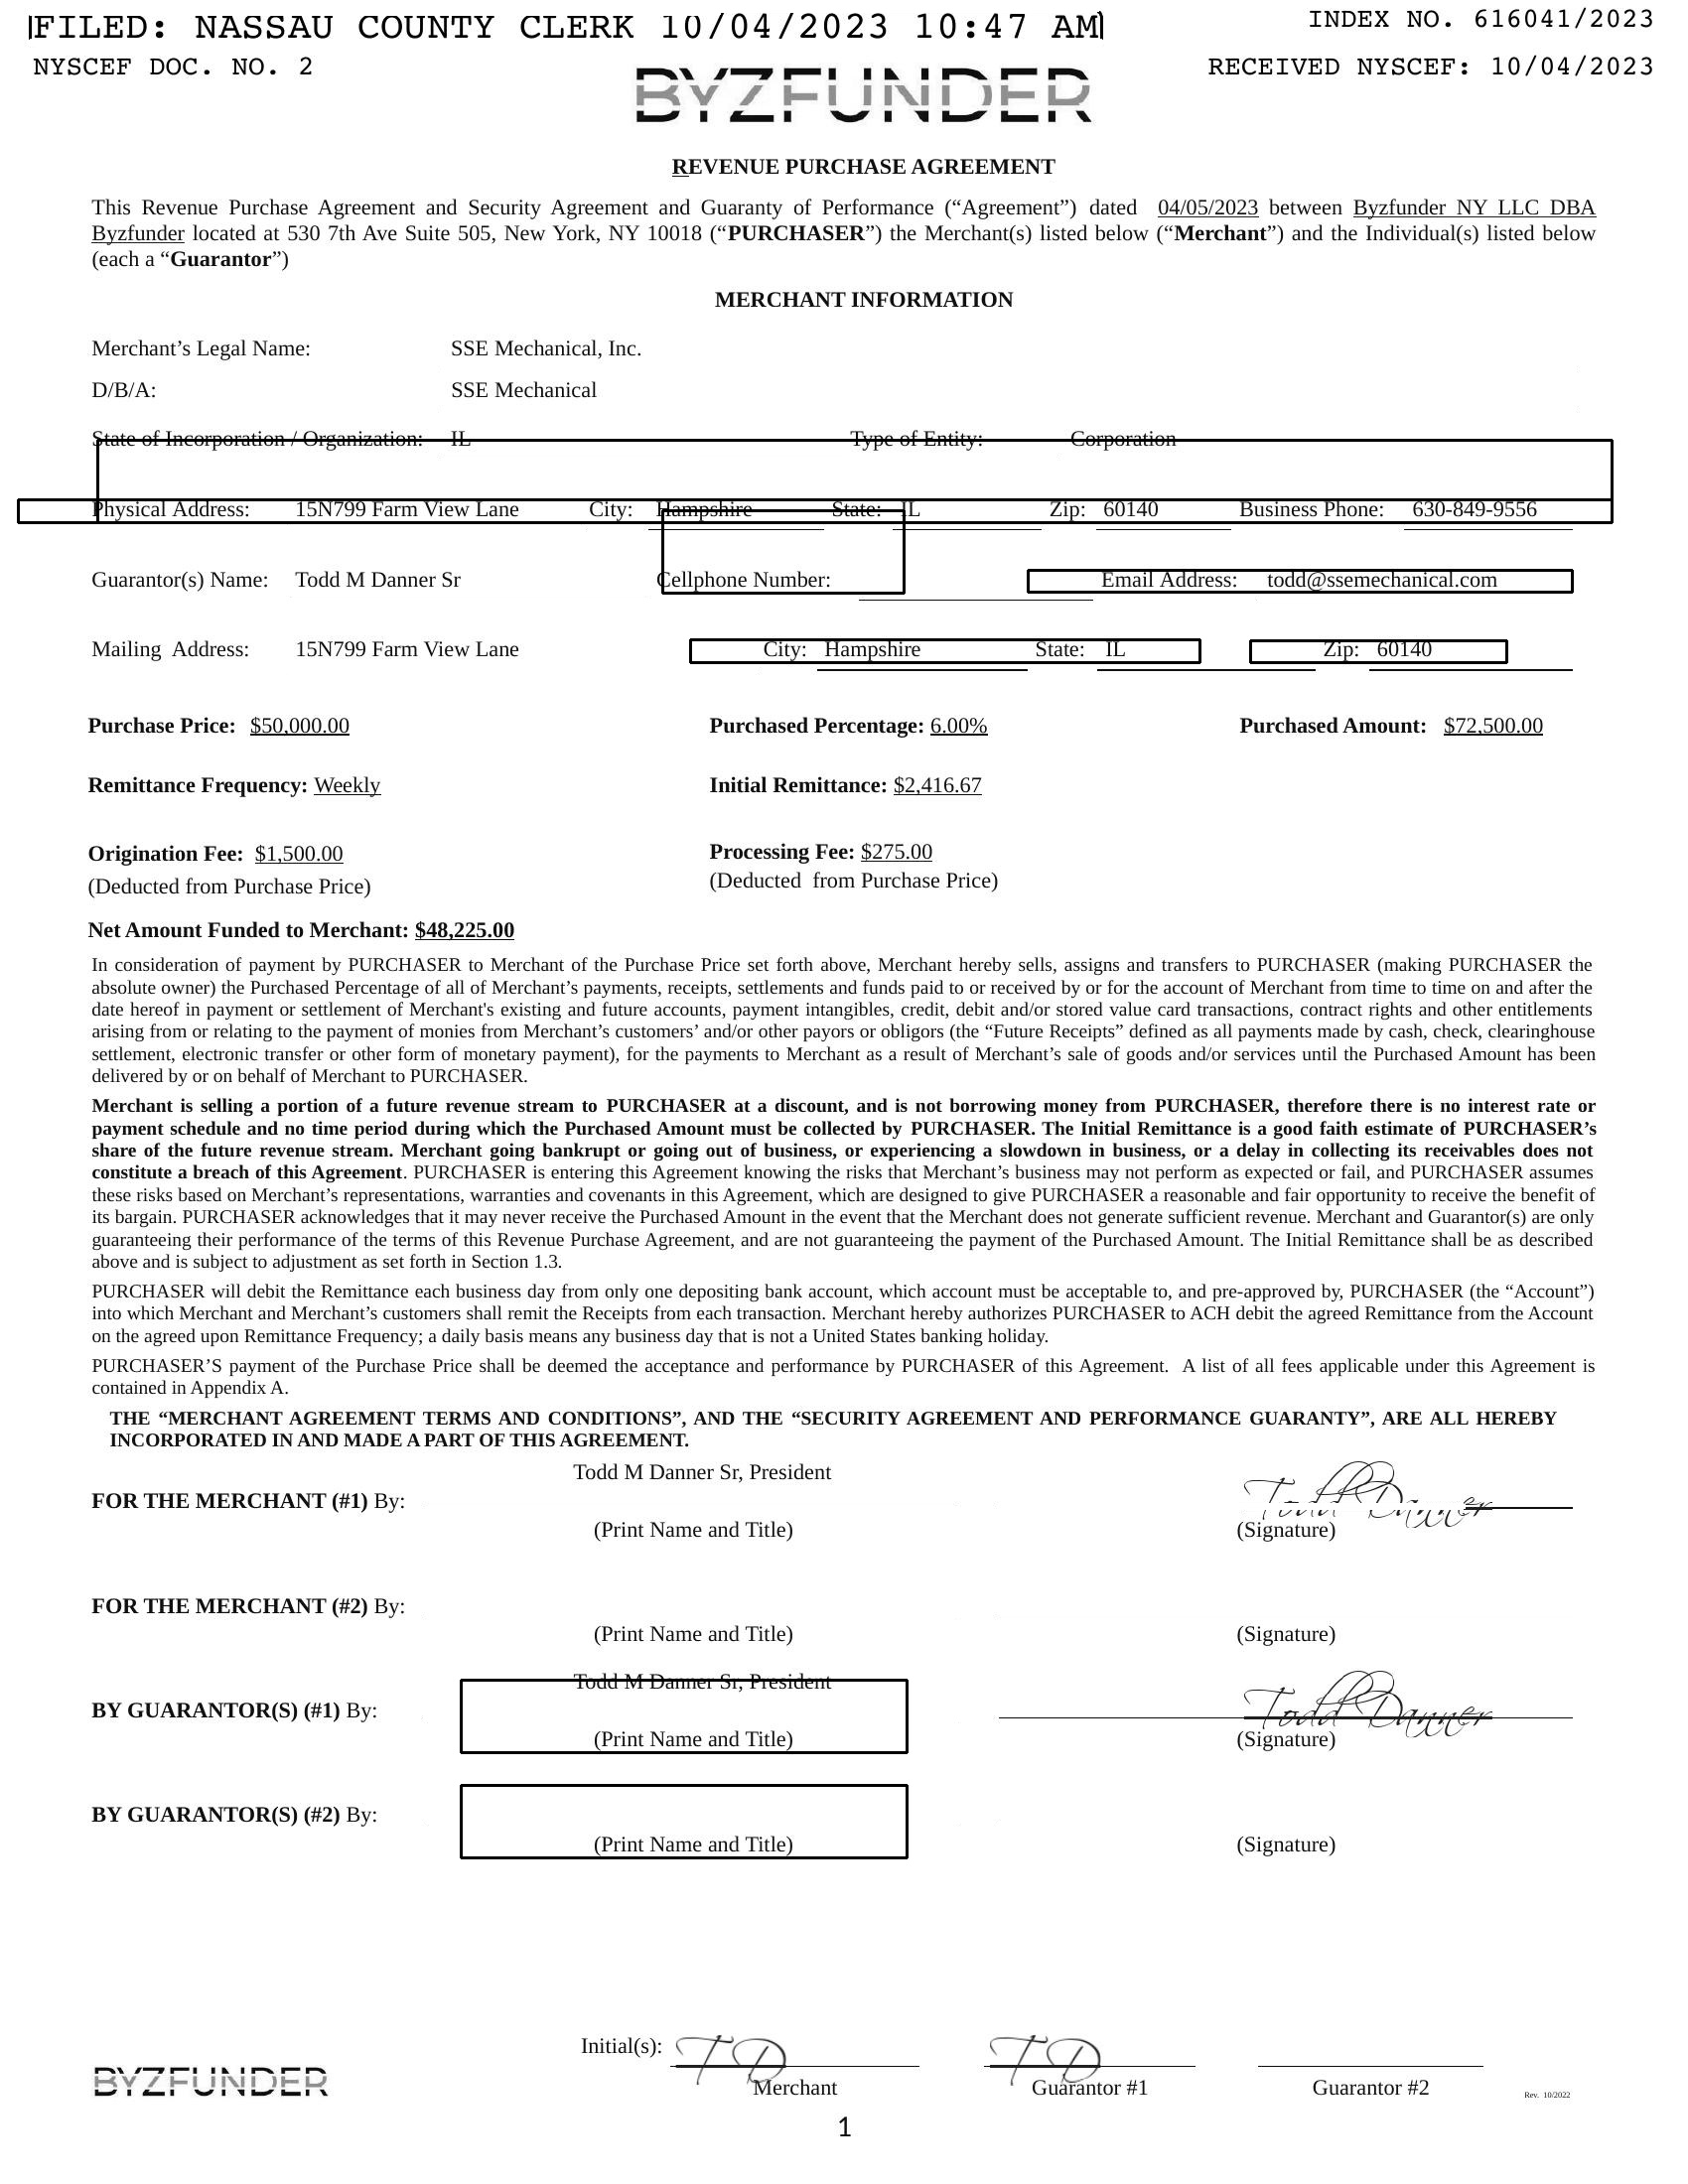 FILED: NASSAU COUNTY CLERK 10/04/2023 10:47 AM
INDEX NO. 616041/2023
NYSCEF DOC. NO. 2
RECEIVED NYSCEF: 10/04/2023
BYZFUNDER
REVENUE PURCHASE AGREEMENT
This Revenue Purchase Agreement and Security Agreement and Guaranty of Performance (“Agreement”) dated 04/05/2023 between Byzfunder NY LLC DBA
Byzfunder located at 530 7th Ave Suite 505, New York, NY 10018 (“PURCHASER”) the Merchant(s) listed below (“Merchant”) and the Individual(s) listed below
(each a “Guarantor”)
MERCHANT INFORMATION
Merchant’s Legal Name: SSE Mechanical, Inc.
D/B/A: SSE Mechanical
State of Incorporation / Organization: IL Type of Entity: Corporation
Physical Address: 15N799 Farm View Lane City: Hampshire State: IL Zip: 60140 Business Phone: 630-849-9556
Guarantor(s) Name: Todd M Danner Sr Cellphone Number: Email Address: todd@ssemechanical.com
Mailing Address: 15N799 Farm View Lane City: Hampshire State: IL Zip: 60140
Purchase Price: $50,000.00 Purchased Percentage: 6.00% Purchased Amount: $72,500.00
Remittance Frequency: Weekly Initial Remittance: $2,416.67
Origination Fee: $1,500.00 Processing Fee: $275.00
(Deducted from Purchase Price) (Deducted from Purchase Price)
Net Amount Funded to Merchant: $48,225.00
In consideration of payment by PURCHASER to Merchant of the Purchase Price set forth above, Merchant hereby sells, assigns and transfers to PURCHASER (making PURCHASER the
absolute owner) the Purchased Percentage of all of Merchant’s payments, receipts, settlements and funds paid to or received by or for the account of Merchant from time to time on and after the
date hereof in payment or settlement of Merchant's existing and future accounts, payment intangibles, credit, debit and/or stored value card transactions, contract rights and other entitlements
arising from or relating to the payment of monies from Merchant’s customers’ and/or other payors or obligors (the “Future Receipts” defined as all payments made by cash, check, clearinghouse
settlement, electronic transfer or other form of monetary payment), for the payments to Merchant as a result of Merchant’s sale of goods and/or services until the Purchased Amount has been
delivered by or on behalf of Merchant to PURCHASER.
Merchant is selling a portion of a future revenue stream to PURCHASER at a discount, and is not borrowing money from PURCHASER, therefore there is no interest rate or
payment schedule and no time period during which the Purchased Amount must be collected by PURCHASER. The Initial Remittance is a good faith estimate of PURCHASER’s
share of the future revenue stream. Merchant going bankrupt or going out of business, or experiencing a slowdown in business, or a delay in collecting its receivables does not
constitute a breach of this Agreement. PURCHASER is entering this Agreement knowing the risks that Merchant’s business may not perform as expected or fail, and PURCHASER assumes
these risks based on Merchant’s representations, warranties and covenants in this Agreement, which are designed to give PURCHASER a reasonable and fair opportunity to receive the benefit of
its bargain. PURCHASER acknowledges that it may never receive the Purchased Amount in the event that the Merchant does not generate sufficient revenue. Merchant and Guarantor(s) are only
guaranteeing their performance of the terms of this Revenue Purchase Agreement, and are not guaranteeing the payment of the Purchased Amount. The Initial Remittance shall be as described
above and is subject to adjustment as set forth in Section 1.3.
PURCHASER will debit the Remittance each business day from only one depositing bank account, which account must be acceptable to, and pre-approved by, PURCHASER (the “Account”)
into which Merchant and Merchant’s customers shall remit the Receipts from each transaction. Merchant hereby authorizes PURCHASER to ACH debit the agreed Remittance from the Account
on the agreed upon Remittance Frequency; a daily basis means any business day that is not a United States banking holiday.
PURCHASER’S payment of the Purchase Price shall be deemed the acceptance and performance by PURCHASER of this Agreement. A list of all fees applicable under this Agreement is
contained in Appendix A.
THE “MERCHANT AGREEMENT TERMS AND CONDITIONS”, AND THE “SECURITY AGREEMENT AND PERFORMANCE GUARANTY”, ARE ALL HEREBY
INCORPORATED IN AND MADE A PART OF THIS AGREEMENT.
Todd M Danner Sr, President
FOR THE MERCHANT (#1) By: Todd Danner
(Print Name and Title) (Signature)
FOR THE MERCHANT (#2) By:
(Print Name and Title) (Signature)
Todd M Danner Sr, President
BY GUARANTOR(S) (#1) By: Todd Danner
(Print Name and Title) (Signature)
BY GUARANTOR(S) (#2) By:
(Print Name and Title) (Signature)
Initial(s): TD TD
BYZFUNDER
Merchant Guarantor #1 Guarantor #2
Rev. 10/2022
1